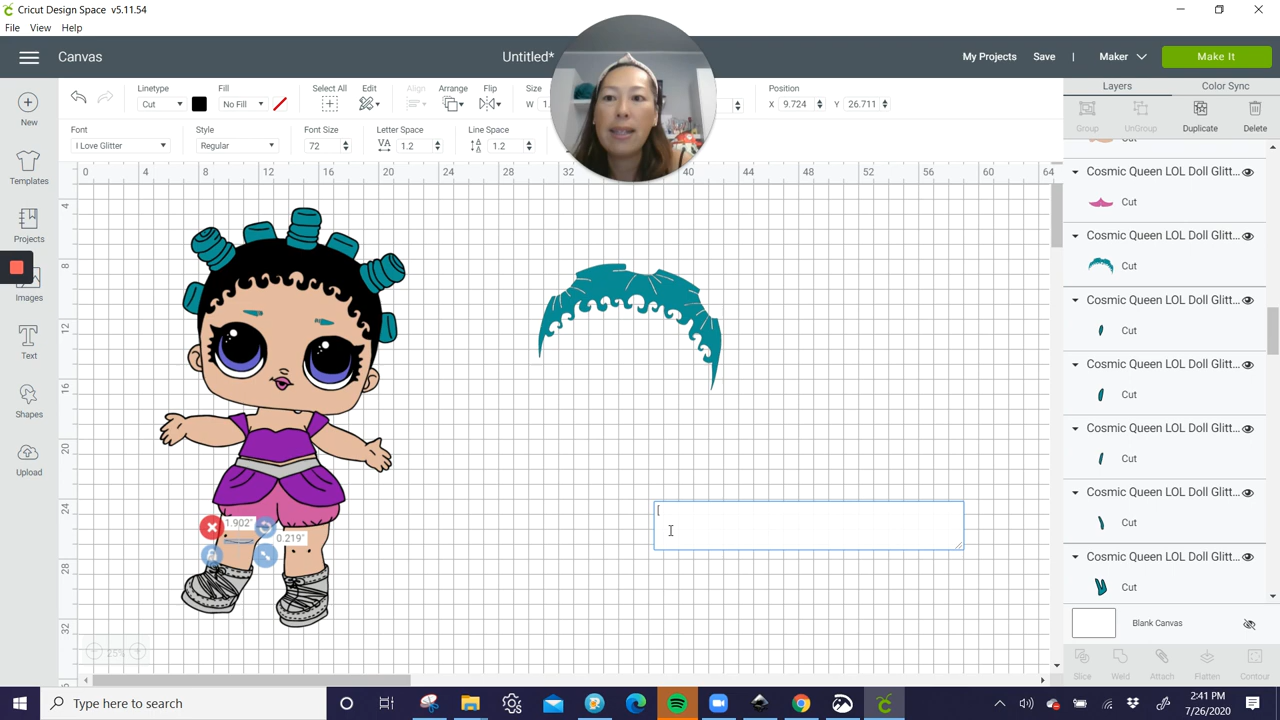 Cricut Design Space v5.11.54
File View Help
Canvas
Untitled*
My Projects Save | Maker Make It
Linetype
Cut
Fill
No Fill
Select All
Edit
Align
Arrange
Flip
Size
W 1.
Position
X 9.724
Y 26.711
Font
I Love Glitter
Style
Regular
Font Size
72
Letter Space
VA 1.2
Line Space
1.2
Layers Color Sync
Group UnGroup Duplicate Delete
New
Templates
Projects
Images
Text
Shapes
Upload
0 4 8 12 16 20 24 28 32 40 44 48 52 56 60 64
4
8
12
16
20
24
28
32
1.902"
0.219"
[
25%
Cut
Cosmic Queen LOL Doll Glitt...
Cut
Cosmic Queen LOL Doll Glitt...
Cut
Cosmic Queen LOL Doll Glitt...
Cut
Cosmic Queen LOL Doll Glitt...
Cut
Cosmic Queen LOL Doll Glitt...
Cut
Cosmic Queen LOL Doll Glitt...
Cut
Cosmic Queen LOL Doll Glitt...
Cut
Blank Canvas
Slice Weld Attach Flatten Contour
Type here to search
2:41 PM
7/26/2020